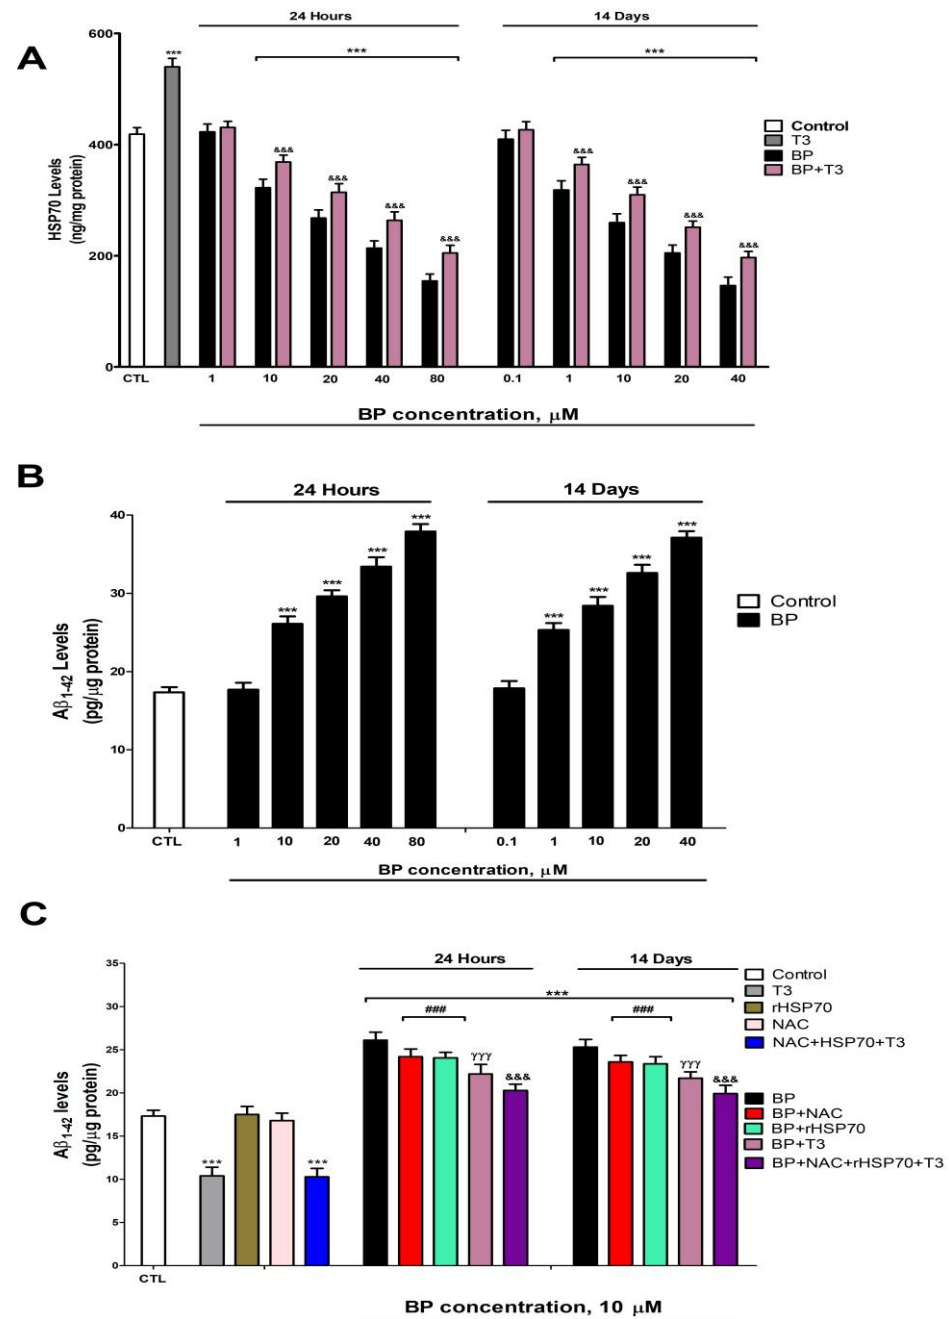 A
24 Hours
14 Days
***
***
***
600
400
200
0
HSP70 Levels
(ng/mg protein)
&&&
&&&
&&&
&&&
&&&
&&&
&&&
&&&
Control
T3
BP
BP+T3
CTL
1
10
20
40
80
0.1
1
10
20
40
BP concentration, μM
B
24 Hours
14 Days
40
30
20
10
0
Aβ1-42 Levels
(pg/μg protein)
***
***
***
***
***
***
***
***
Control
BP
CTL
1
10
20
40
80
0.1
1
10
20
40
BP concentration, μM
C
24 Hours
14 Days
35
30
25
20
15
10
5
0
Aβ1-42 levels
(pg/μg protein)
***
***
***
###
γγγ
&&&
###
γγγ
&&&
Control
T3
rHSP70
NAC
NAC+HSP70+T3
BP
BP+NAC
BP+rHSP70
BP+T3
BP+NAC+rHSP70+T3
CTL
BP concentration, 10 μM